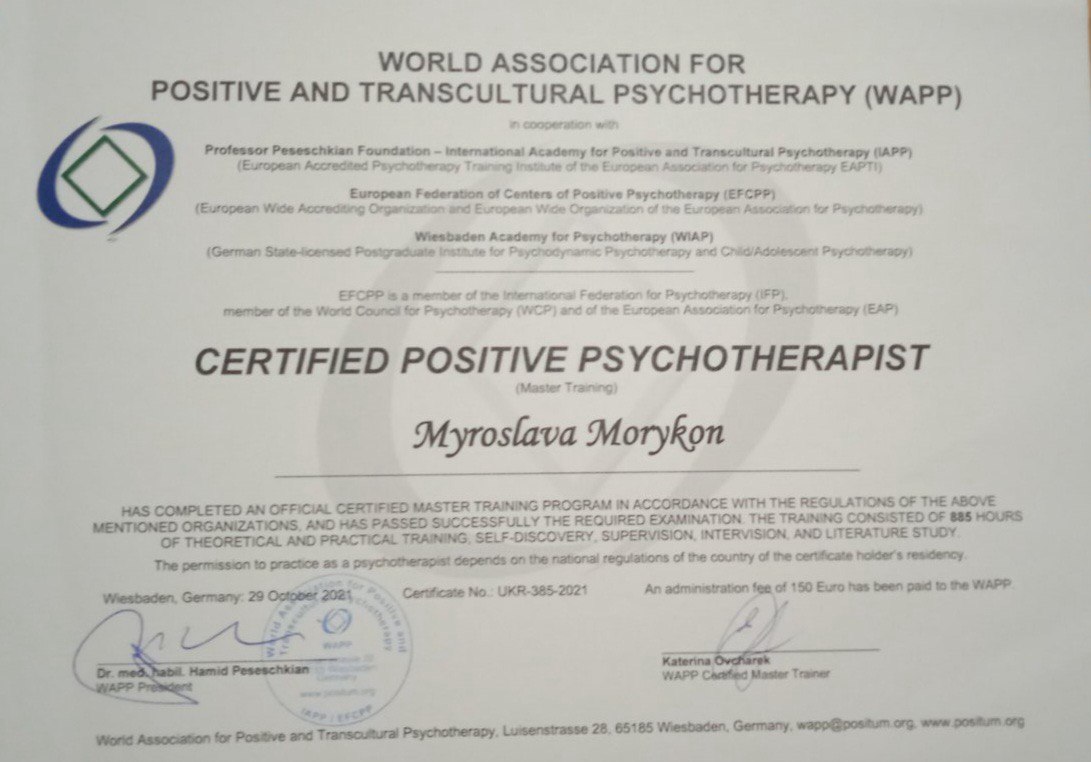 WORLD ASSOCIATION FOR
POSITIVE AND TRANSCULTURAL PSYCHOTHERAPY (WAPP)
in cooperation with
Professor Peseschkian Foundation – International Academy for Positive and Transcultural Psychotherapy (IAPP)
(European Accredited Psychotherapy Training Institute of the European Association for Psychotherapy EAPTI)
European Federation of Centers of Positive Psychotherapy (EFCPP)
(European Wide Accrediting Organization and European Wide Organization of the European Association for Psychotherapy)
Wiesbaden Academy for Psychotherapy (WIAP)
(German State-licensed Postgraduate Institute for Psychodynamic Psychotherapy and Child/Adolescent Psychotherapy)
EFCPP is a member of the International Federation for Psychotherapy (IFP),
member of the World Council for Psychotherapy (WCP) and of the European Association for Psychotherapy (EAP)
CERTIFIED POSITIVE PSYCHOTHERAPIST
(Master Training)
Myroslava Morykon
HAS COMPLETED AN OFFICIAL CERTIFIED MASTER TRAINING PROGRAM IN ACCORDANCE WITH THE REGULATIONS OF THE ABOVE
MENTIONED ORGANIZATIONS, AND HAS PASSED SUCCESSFULLY THE REQUIRED EXAMINATION. THE TRAINING CONSISTED OF 885 HOURS
OF THEORETICAL AND PRACTICAL TRAINING, SELF-DISCOVERY, SUPERVISION, INTERVISION, AND LITERATURE STUDY.
The permission to practice as a psychotherapist depends on the national regulations of the country of the certificate holder's residency.
Wiesbaden, Germany: 29 October 2021 Certificate No.: UKR-385-2021 An administration fee of 150 Euro has been paid to the WAPP.
World Association for Positive and
Transcultural Psychotherapy
WAPP
Wiesbaden
Germany
www.positum.org
IAPP / EFCPP
Dr. med. habil. Hamid Peseschkian
WAPP President
Katerina Ovcharek
WAPP Certified Master Trainer
World Association for Positive and Transcultural Psychotherapy, Luisenstrasse 28, 65185 Wiesbaden, Germany, wapp@positum.org, www.positum.org